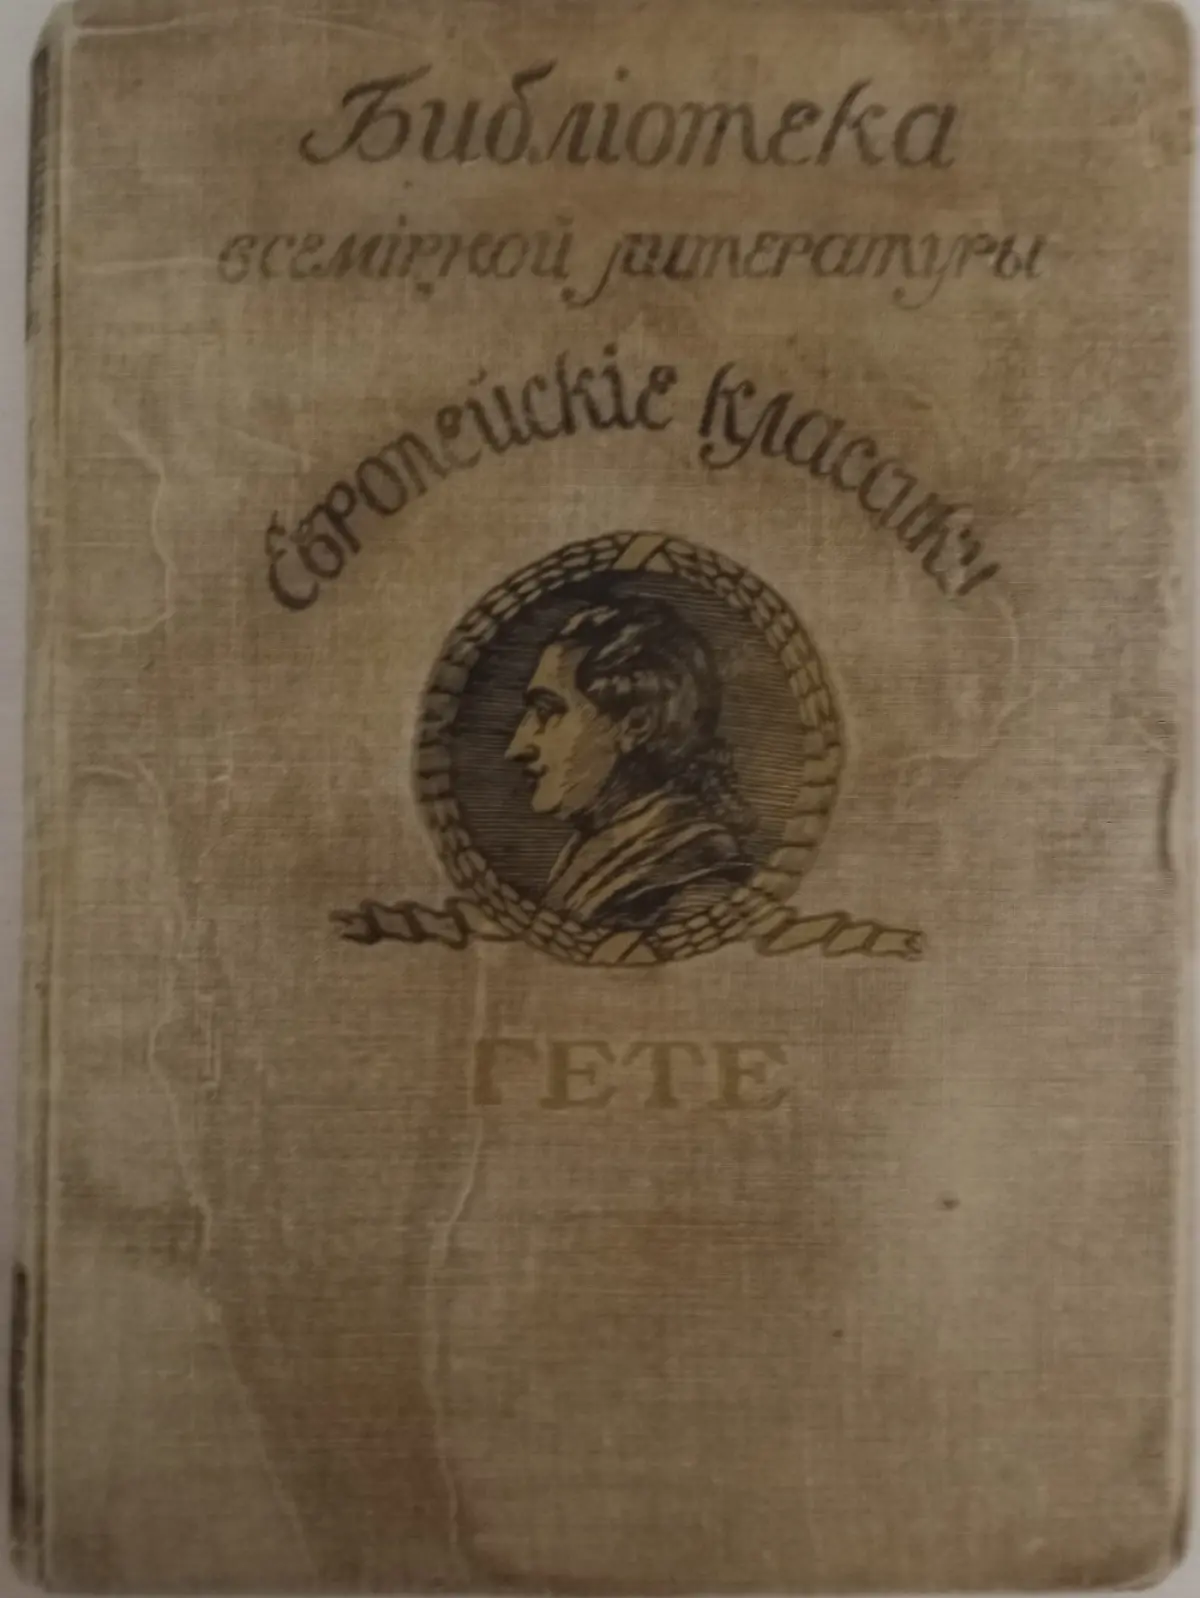 Библіотека
всемірной литературы
Европейскіе классики
ГЕТЕ